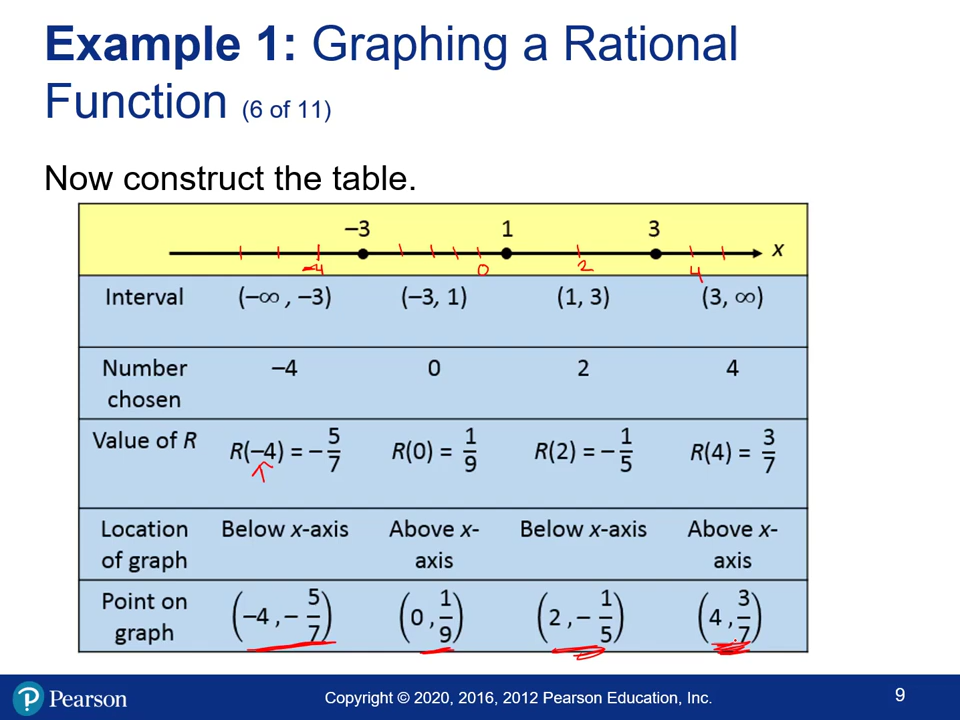 Example 1: Graphing a Rational
Function (6 of 11)
Now construct the table.
–3 1 3 x
-4 0 2 4
Interval (–∞ , –3) (–3, 1) (1, 3) (3, ∞)
Number –4 0 2 4
chosen
Value of R R(–4) = – 5/7 R(0) = 1/9 R(2) = – 1/5 R(4) = 3/7
Location Below x-axis Above x- Below x-axis Above x-
of graph axis axis
Point on (–4 , – 5/7) (0 , 1/9) (2 , – 1/5) (4 , 3/7)
graph
Pearson Copyright © 2020, 2016, 2012 Pearson Education, Inc. 9